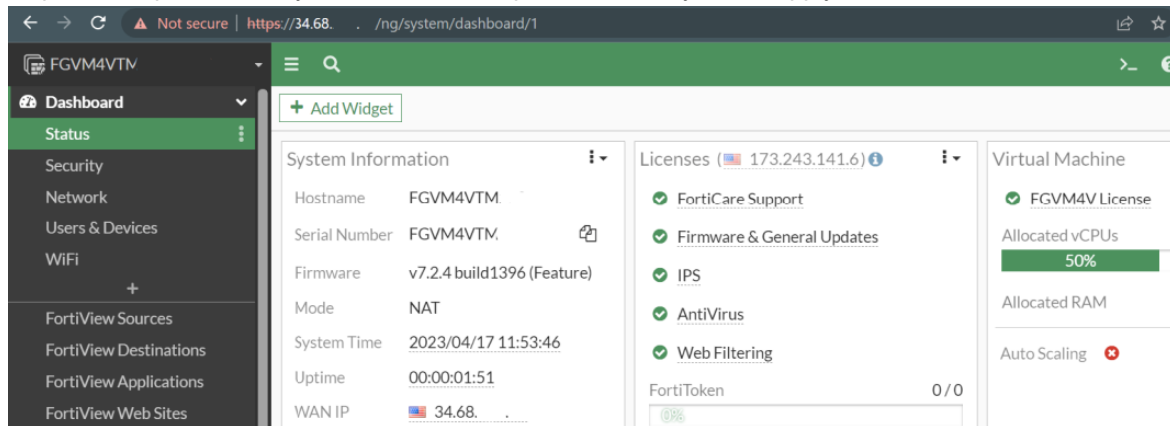 Not secure | https://34.68. . /ng/system/dashboard/1
FGVM4VTM
Dashboard
Status
Security
Network
Users & Devices
WiFi
+
FortiView Sources
FortiView Destinations
FortiView Applications
FortiView Web Sites
+ Add Widget
System Information
Hostname FGVM4VTM
Serial Number FGVM4VTM
Firmware v7.2.4 build1396 (Feature)
Mode NAT
System Time 2023/04/17 11:53:46
Uptime 00:00:01:51
WAN IP 34.68. .
Licenses (173.243.141.6)
FortiCare Support
Firmware & General Updates
IPS
AntiVirus
Web Filtering
FortiToken 0/0
0%
Virtual Machine
FGVM4V License
Allocated vCPUs
50%
Allocated RAM
Auto Scaling